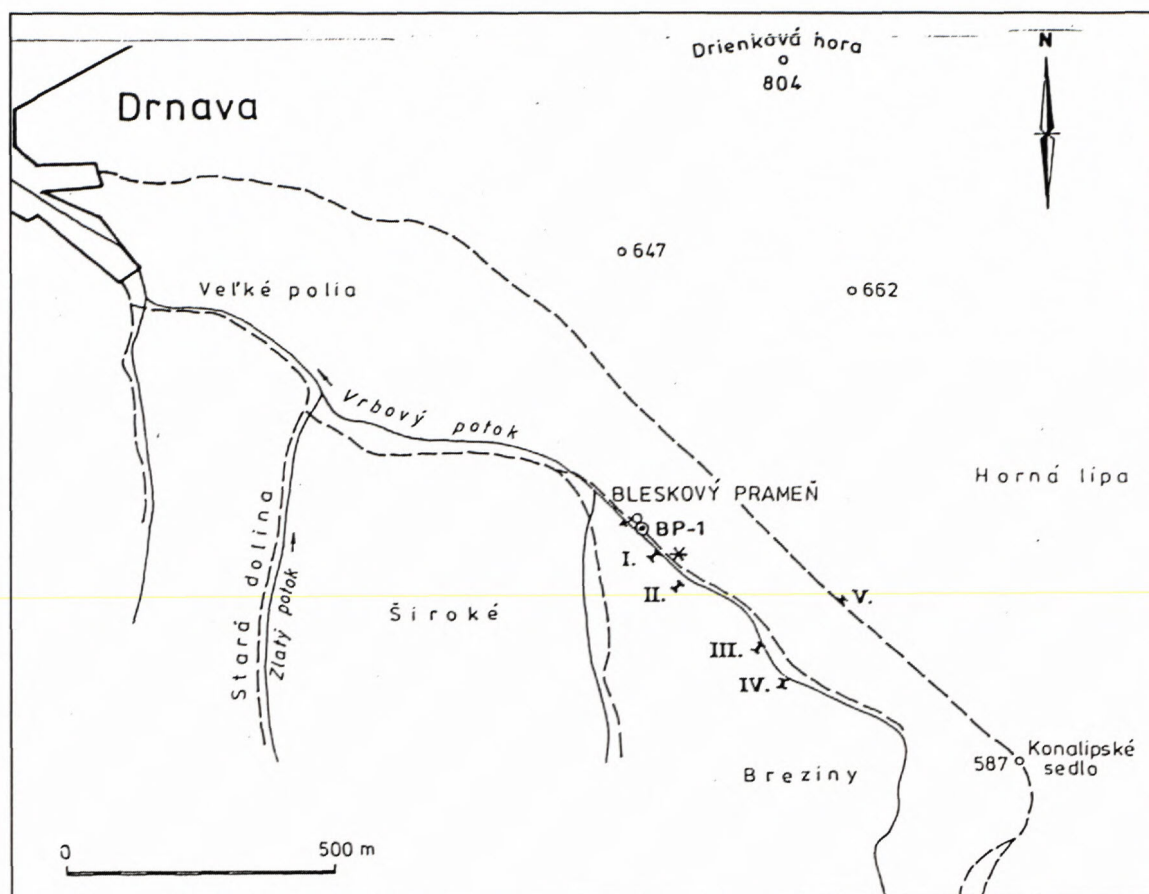 Drienková hora
804
N
Drnava
647
Veľké polia
662
Vrbový potok
Horná lipa
BLESKOVÝ PRAMEŇ
BP-1
I.
II.
V.
Stará dolina
Zlatý potok
Široké
III.
IV.
Konalipské
587
sedlo
Breziny
0
500 m